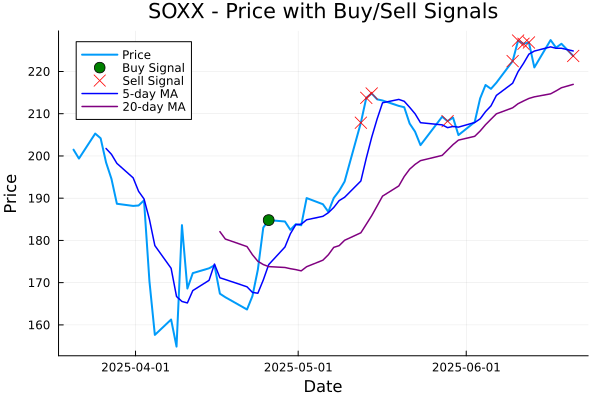 SOXX - Price with Buy/Sell Signals
Price
Buy Signal
Sell Signal
5-day MA
20-day MA
220
210
200
190
180
170
160
Price
2025-04-01
2025-05-01
2025-06-01
Date